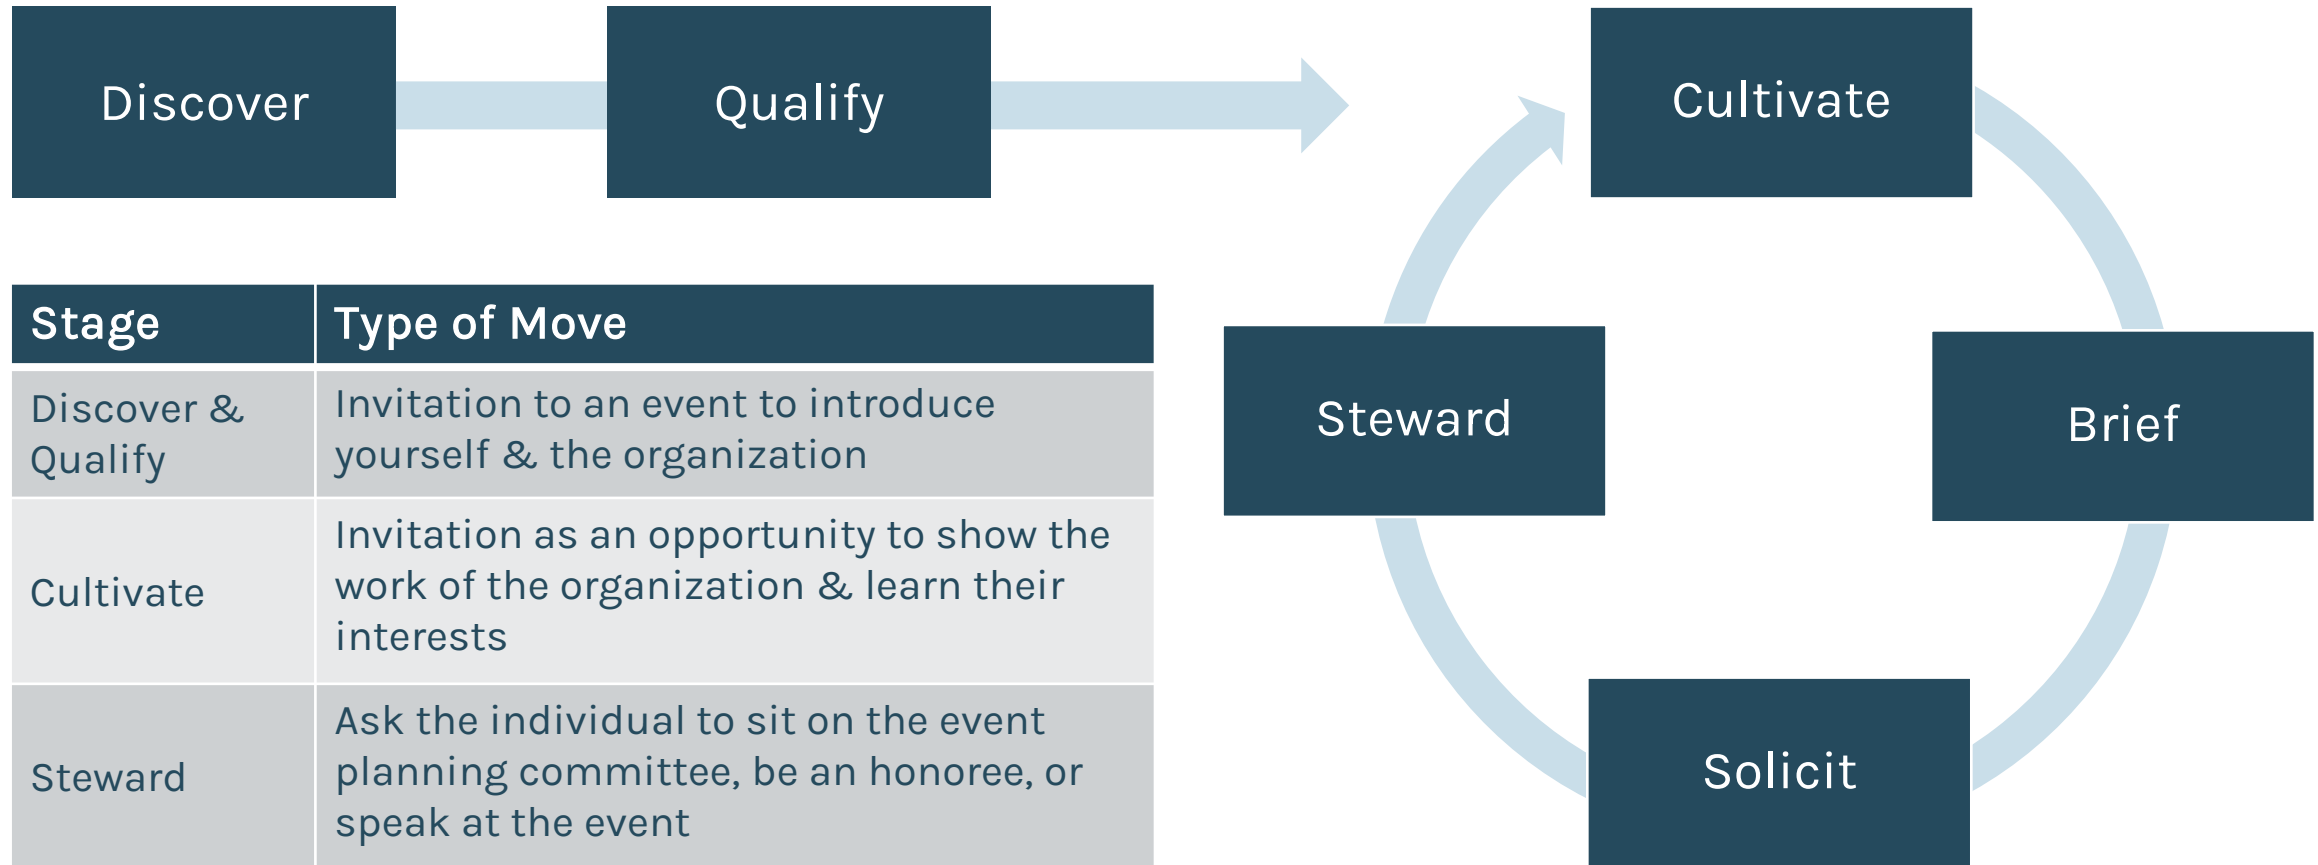 Discover
Qualify
Cultivate
Brief
Solicit
Steward
Stage
Type of Move
Discover &
Qualify
Invitation to an event to introduce
yourself & the organization
Cultivate
Invitation as an opportunity to show the
work of the organization & learn their
interests
Steward
Ask the individual to sit on the event
planning committee, be an honoree, or
speak at the event